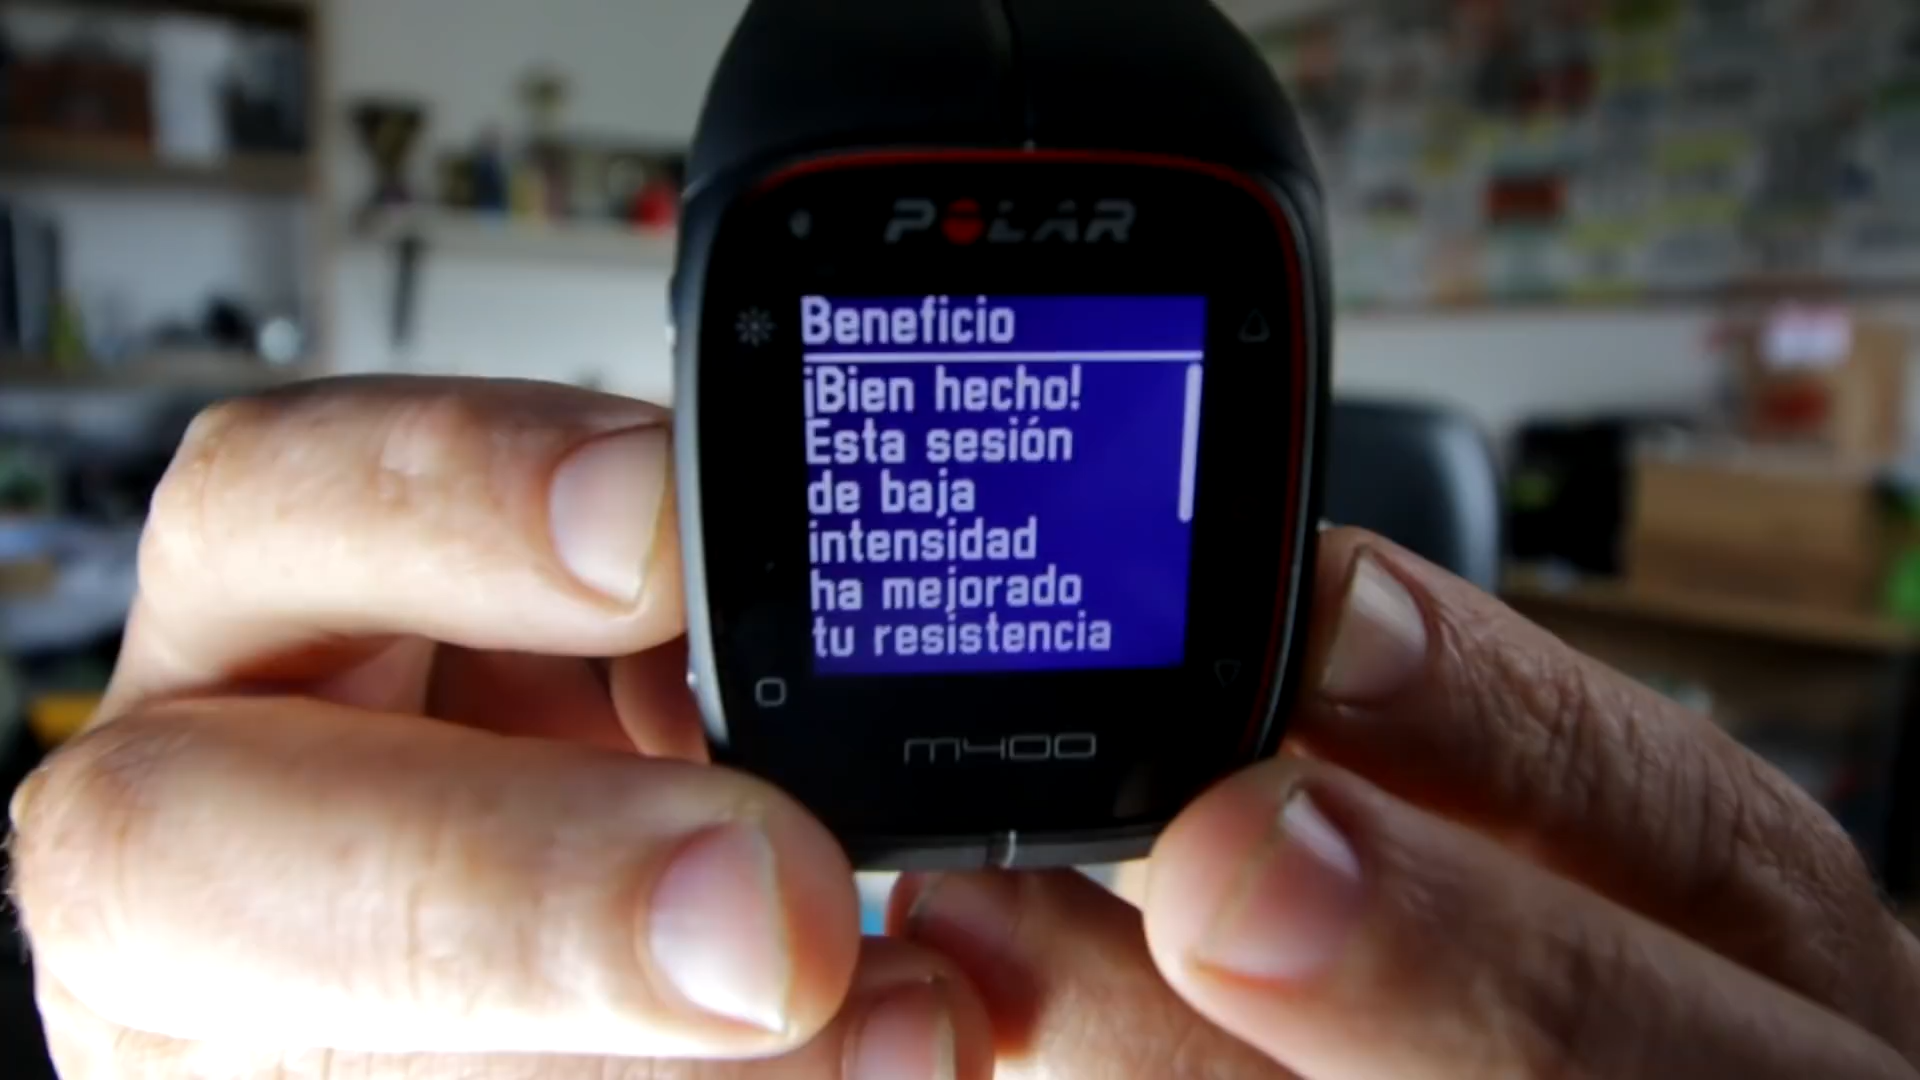 POLAR
Beneficio
¡Bien hecho!
Esta sesión
de baja
intensidad
ha mejorado
tu resistencia
M400